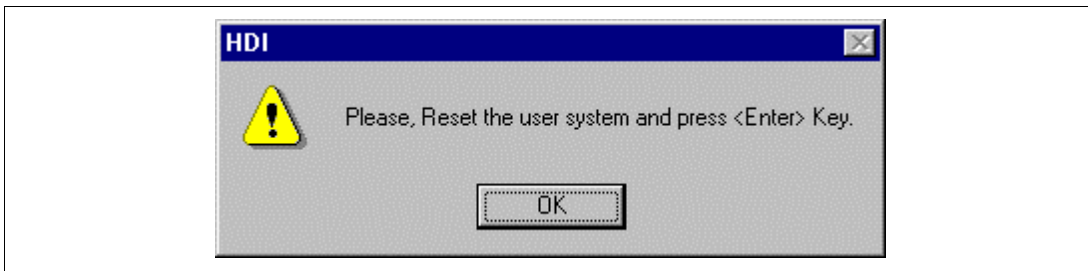 HDI
Please, Reset the user system and press <Enter> Key.
OK